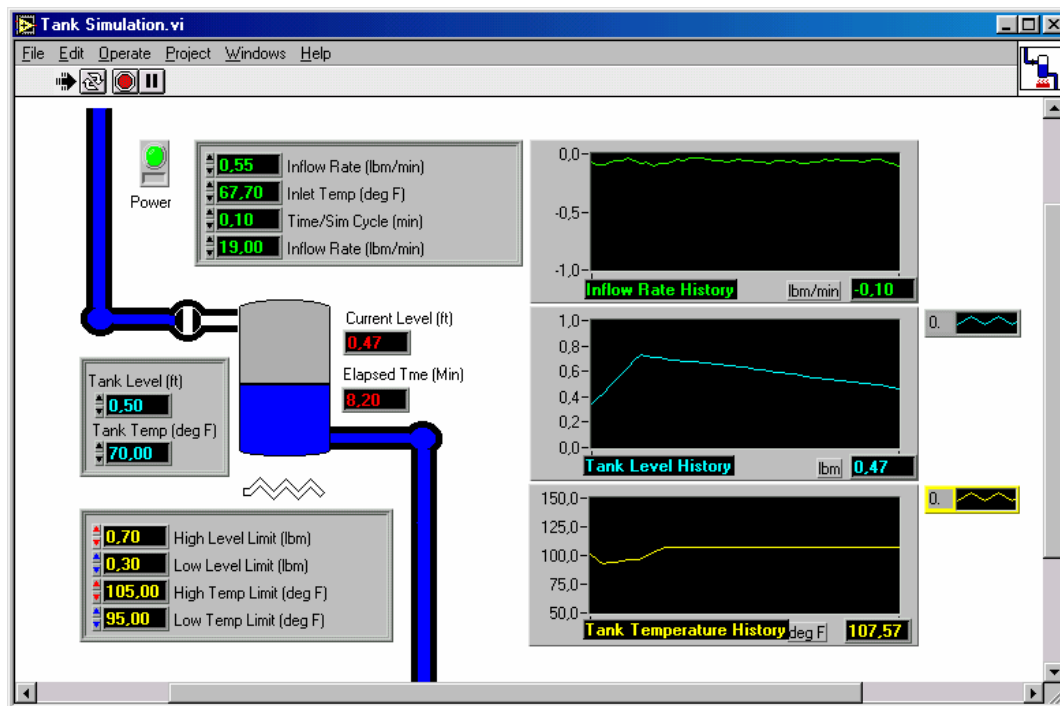 Tank Simulation.vi
File Edit Operate Project Windows Help
Power
0,55 Inflow Rate (lbm/min)
67,70 Inlet Temp (deg F)
0,10 Time/Sim Cycle (min)
19,00 Inflow Rate (lbm/min)
0,0
-0,5
-1,0
Inflow Rate History lbm/min -0,10
Current Level (ft)
0,47
Elapsed Tme (Min)
8,20
Tank Level (ft)
0,50
Tank Temp (deg F)
70,00
1,0
0,8
0,6
0,4
0,2
0,0
Tank Level History lbm 0,47
0.
0,70 High Level Limit (lbm)
0,30 Low Level Limit (lbm)
105,00 High Temp Limit (deg F)
95,00 Low Temp Limit (deg F)
150,0
125,0
100,0
75,0
50,0
Tank Temperature History deg F 107,57
0.